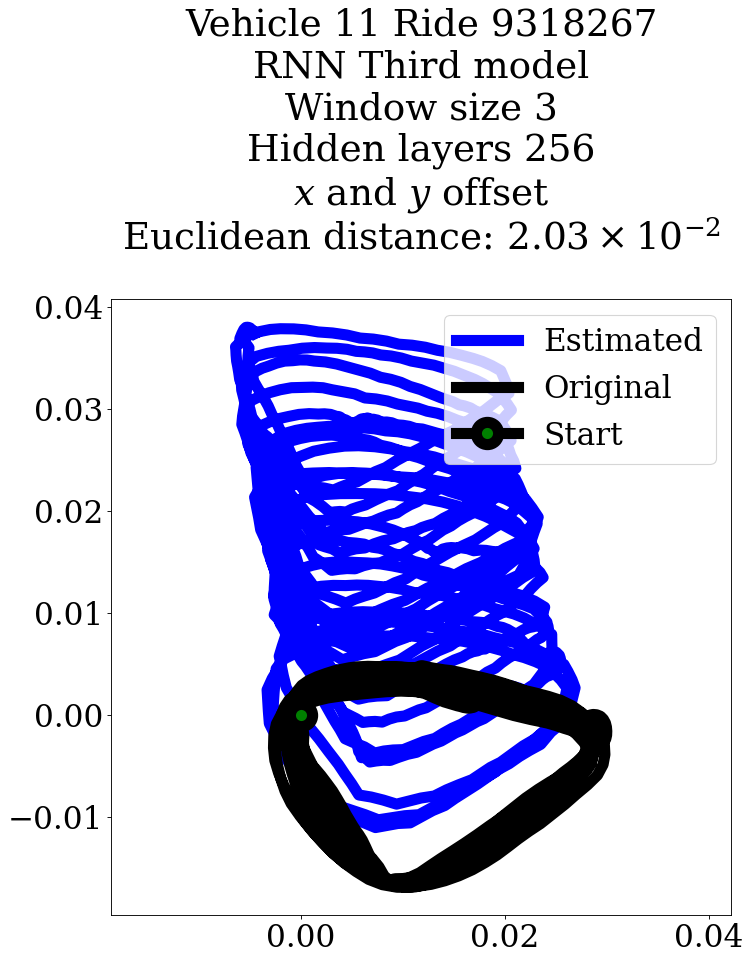 Vehicle 11 Ride 9318267
RNN Third model
Window size 3
Hidden layers 256
x and y offset
Euclidean distance: 2.03 × 10⁻²
0.04
0.03
0.02
0.01
0.00
−0.01
Estimated
Original
Start
0.00 0.02 0.04